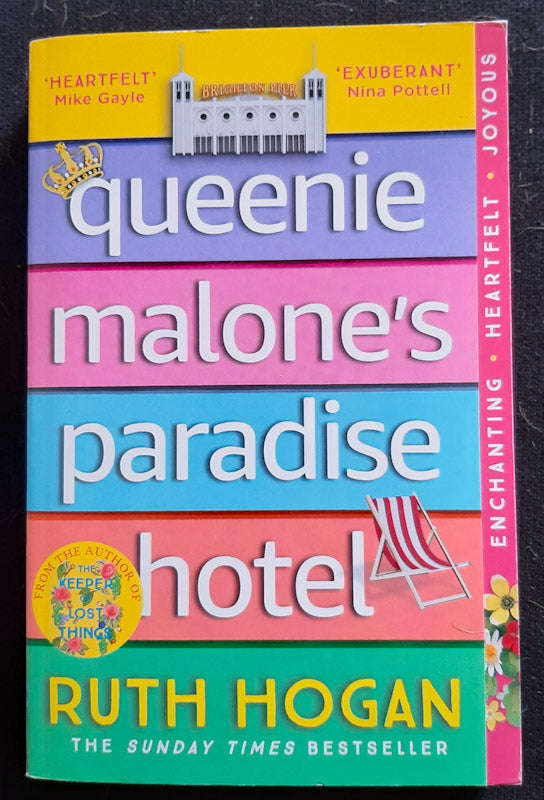 'HEARTFELT'
Mike Gayle
BRIGHTON PIER
'EXUBERANT'
Nina Pottell
queenie
malone's
paradise
hotel
FROM THE AUTHOR OF
THE
KEEPER
of
LOST
THINGS
RUTH HOGAN
THE SUNDAY TIMES BESTSELLER
ENCHANTING • HEARTFELT • JOYOUS